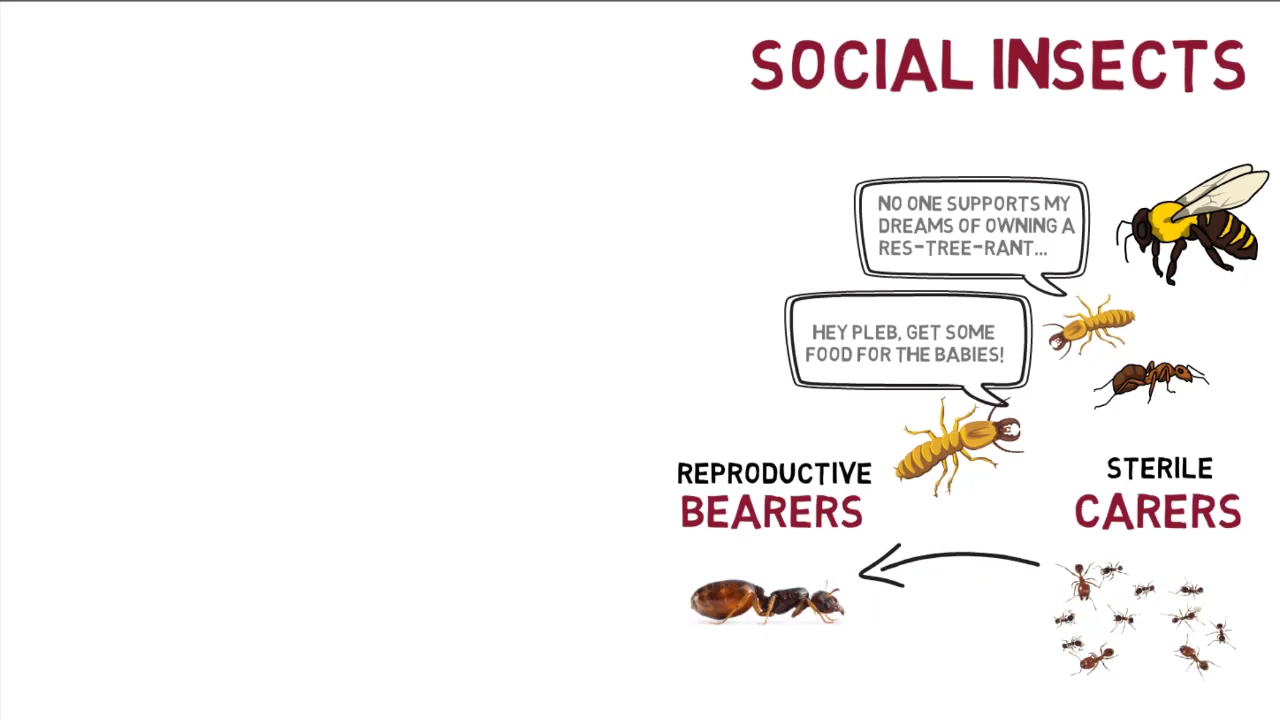 SOCIAL INSECTS
NO ONE SUPPORTS MY
DREAMS OF OWNING A
RES-TREE-RANT...
HEY PLEB, GET SOME
FOOD FOR THE BABIES!
REPRODUCTIVE
BEARERS
STERILE
CARERS